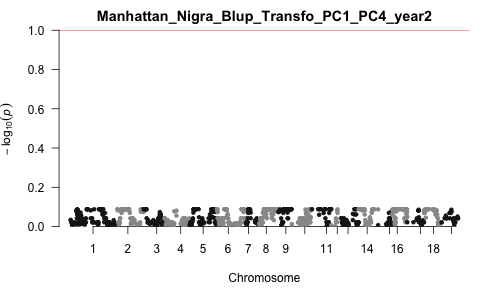 Manhattan_Nigra_Blup_Transfo_PC1_PC4_year2
1.0
0.8
0.6
0.4
0.2
0.0
− log10(p)
1 2 3 4 5 6 7 8 9 11 14 16 18
Chromosome